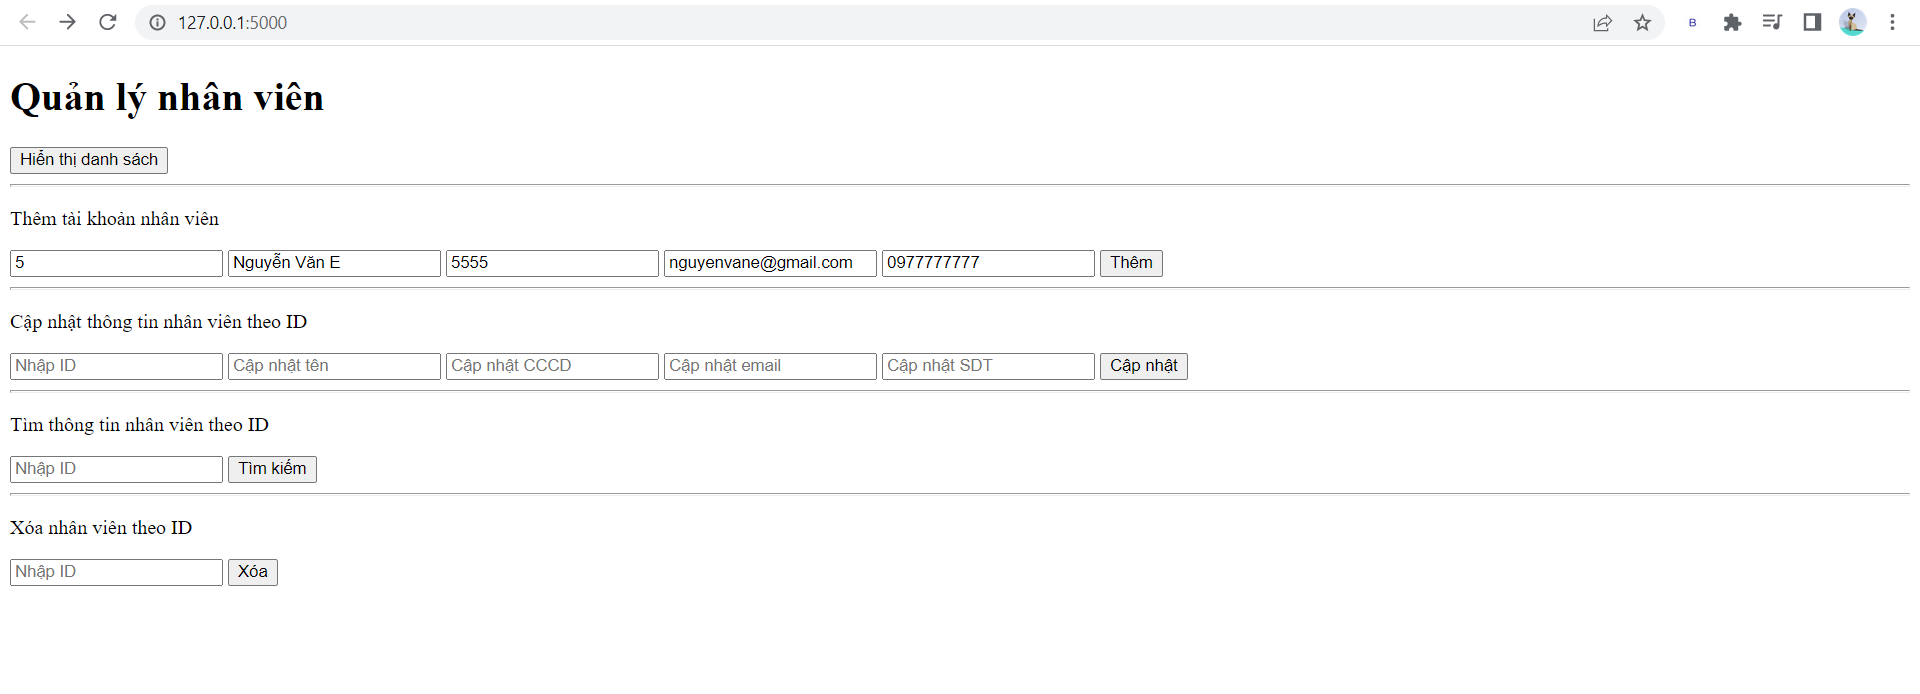 127.0.0.1:5000
B
Quản lý nhân viên
Hiển thị danh sách
Thêm tài khoản nhân viên
5 Nguyễn Văn E 5555 nguyenvane@gmail.com 0977777777 Thêm
Cập nhật thông tin nhân viên theo ID
Nhập ID Cập nhật tên Cập nhật CCCD Cập nhật email Cập nhật SDT Cập nhật
Tìm thông tin nhân viên theo ID
Nhập ID Tìm kiếm
Xóa nhân viên theo ID
Nhập ID Xóa